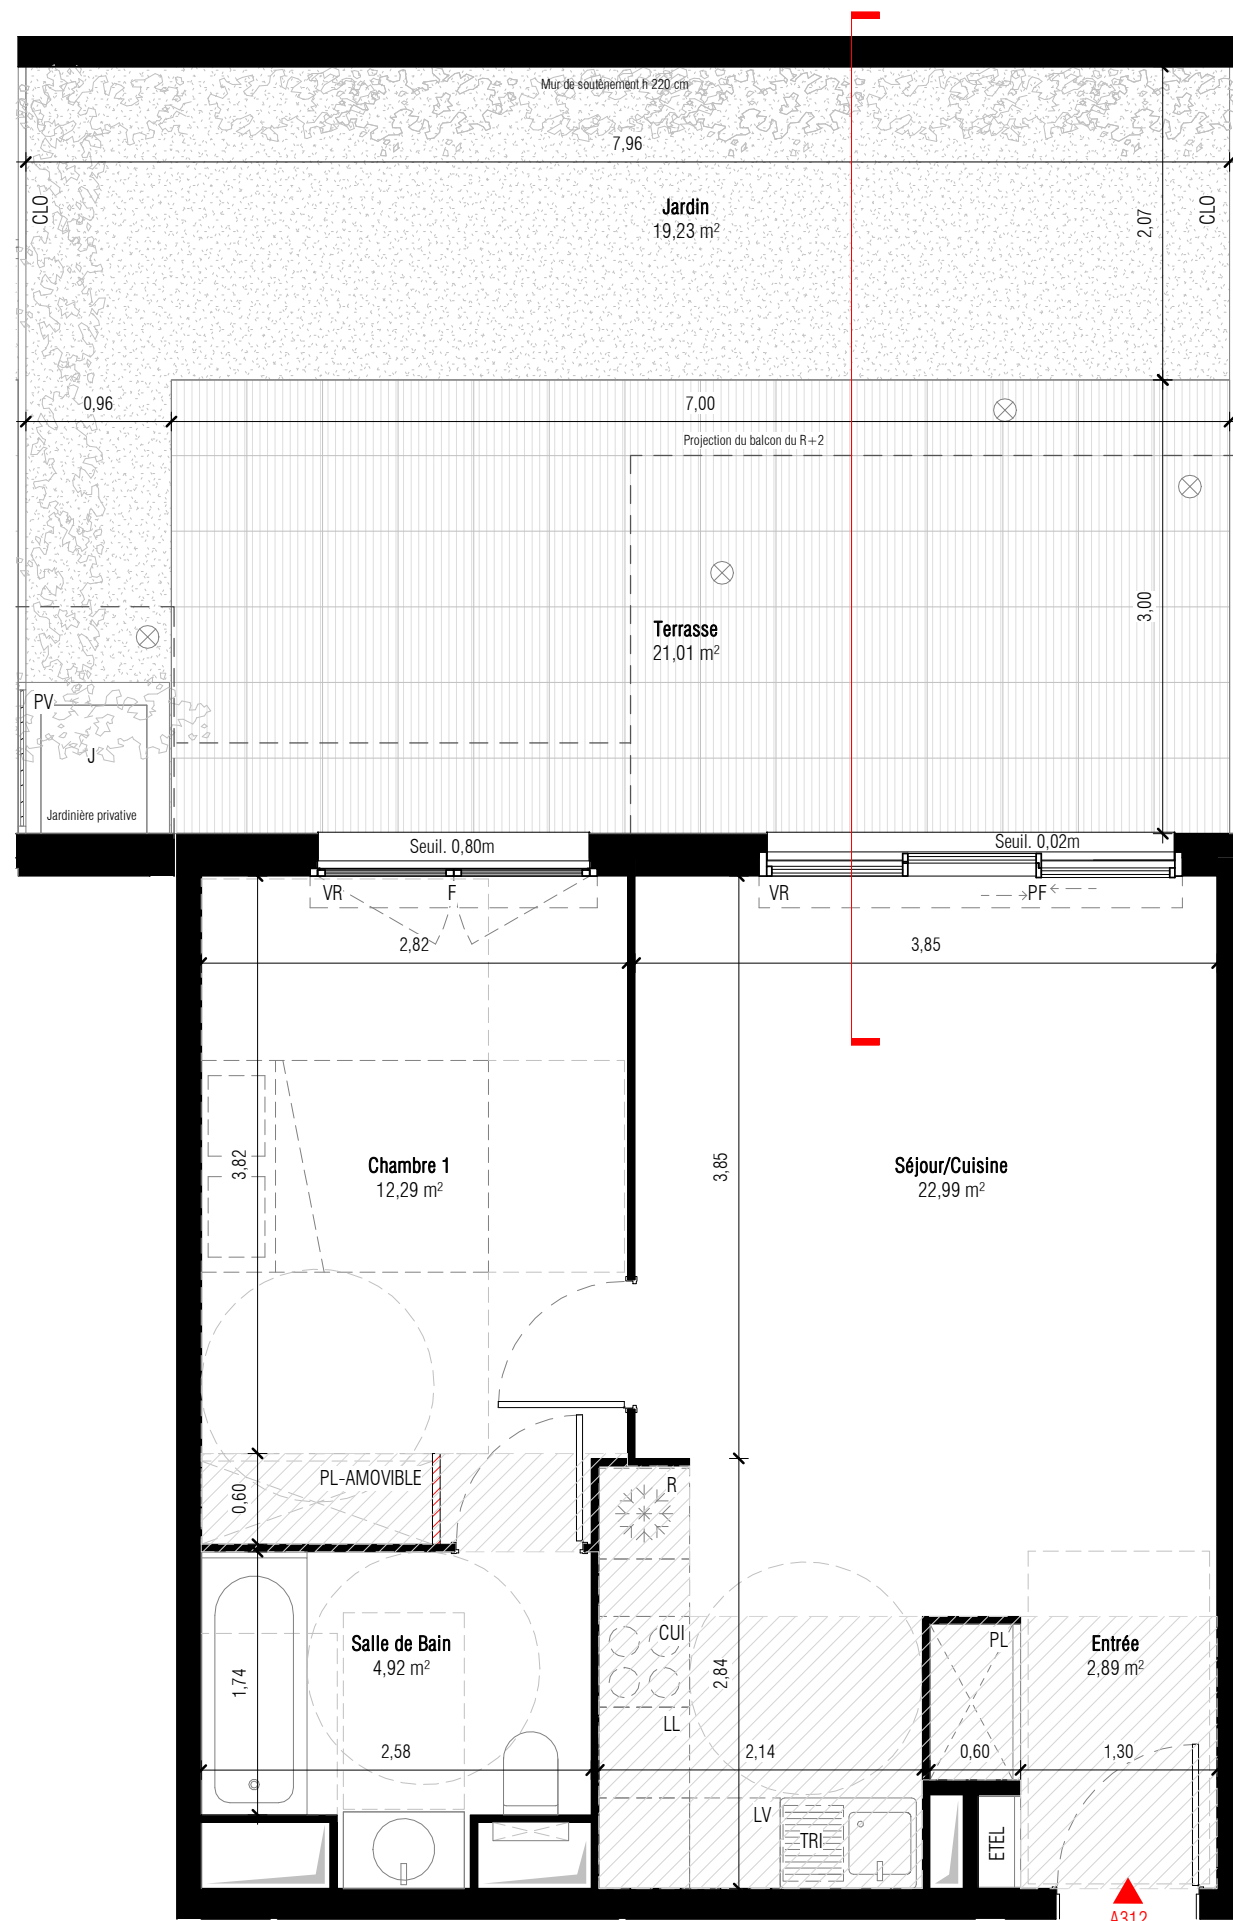 Mur de soutènement h 220 cm
7,96
CLO
Jardin
19,23 m²
2,07
CLO
0,96
7,00
Projection du balcon du R+2
Terrasse
21,01 m²
3,00
PV
J
Jardinière privative
Seuil. 0,80m
Seuil. 0,02m
VR
F
VR
PF
2,82
3,85
3,82
Chambre 1
12,29 m²
3,85
Séjour/Cuisine
22,99 m²
PL-AMOVIBLE
0,60
R
CUI
Salle de Bain
4,92 m²
1,74
2,84
PL
Entrée
2,89 m²
LL
2,58
2,14
0,60
1,30
LV
TRI
ETEL
A312